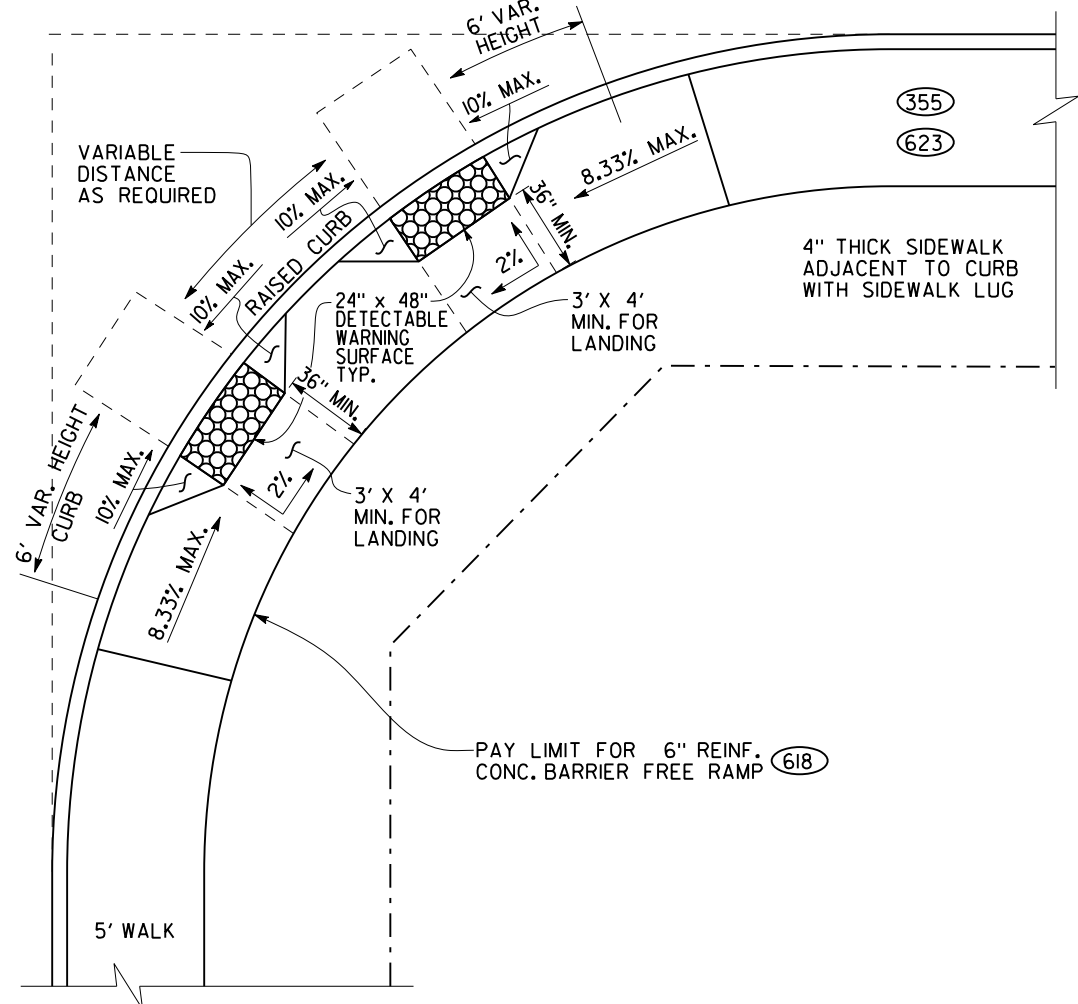 6' VAR.
HEIGHT
10% MAX.
355
623
VARIABLE
DISTANCE
AS REQUIRED
10% MAX.
8.33% MAX.
36" MIN.
RAISED CURB
10% MAX.
2%
4" THICK SIDEWALK
ADJACENT TO CURB
WITH SIDEWALK LUG
24" x 48"
DETECTABLE
WARNING
SURFACE
TYP.
3' X 4'
MIN. FOR
LANDING
36" MIN.
6' VAR. HEIGHT
CURB
10% MAX.
2%
3' X 4'
MIN. FOR
LANDING
8.33% MAX.
PAY LIMIT FOR 6" REINF.
CONC. BARRIER FREE RAMP 618
5' WALK